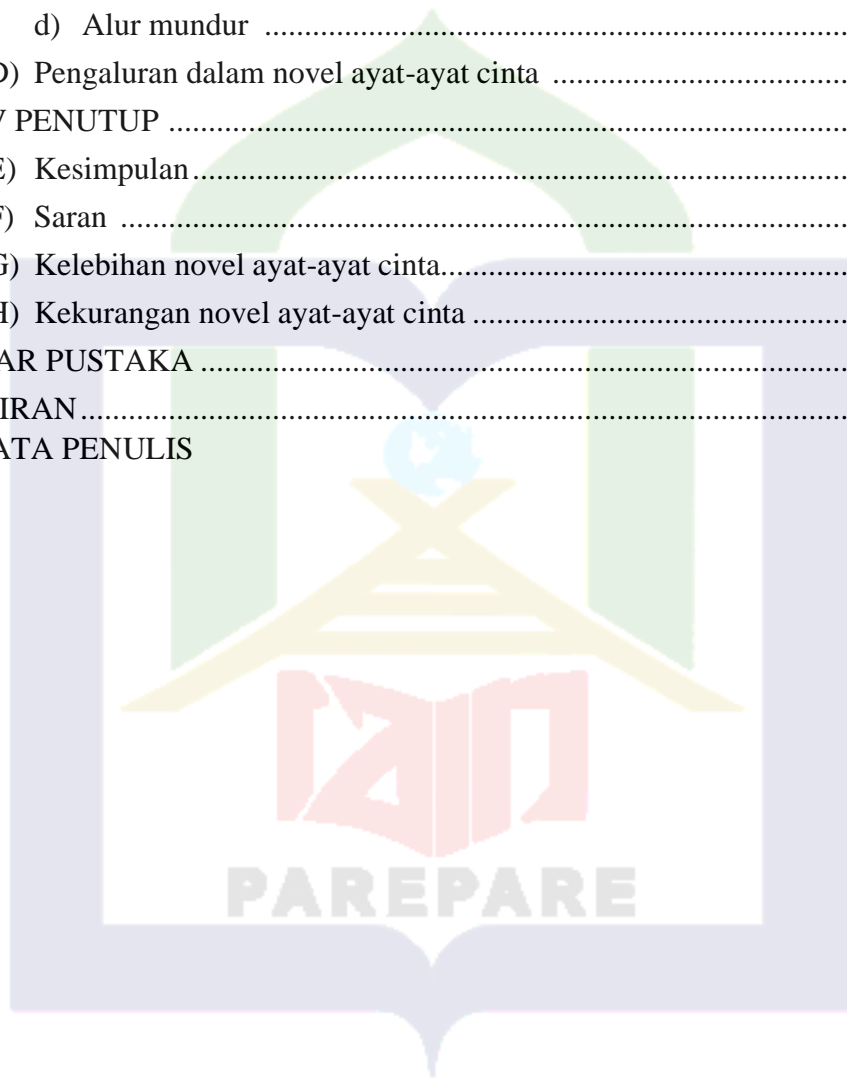 d) Alur mundur ........................................................................................
D) Pengaluran dalam novel ayat-ayat cinta ............................................
V PENUTUP ......................................................................................................
E) Kesimpulan..................................................................................................
F) Saran ............................................................................................................
G) Kelebihan novel ayat-ayat cinta.............................................................
H) Kekurangan novel ayat-ayat cinta ........................................................
AR PUSTAKA .................................................................................................
IRAN..................................................................................................................
ATA PENULIS
iain
PAREPARE